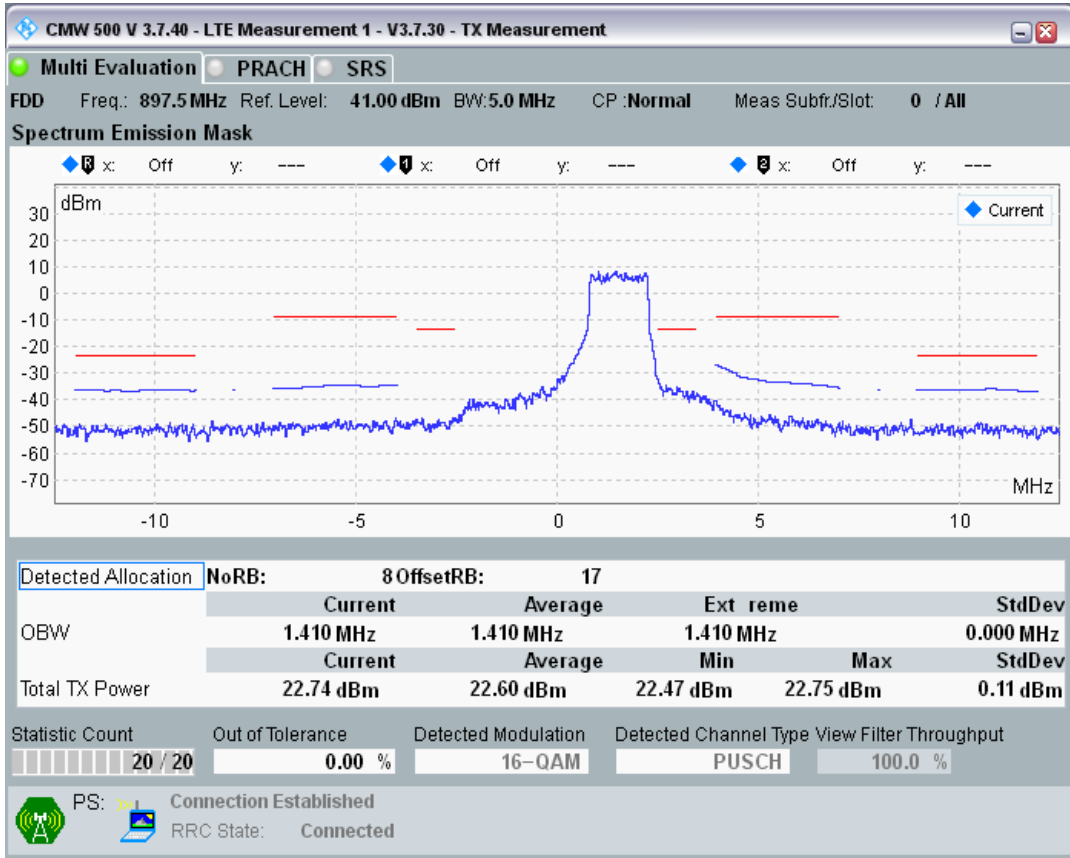 CMW 500 V 3.7.40 - LTE Measurement 1 - V3.7.30 - TX Measurement
Multi Evaluation PRACH SRS
FDD Freq.: 897.5 MHz Ref. Level: 41.00 dBm BW: 5.0 MHz CP : Normal Meas Subfr./Slot: 0 / All
Spectrum Emission Mask
R x: Off y: --- 1 x: Off y: --- 2 x: Off y: ---
dBm
Current
30
20
10
0
-10
-20
-30
-40
-50
-60
-70
MHz
-10 -5 0 5 10
Detected Allocation NoRB: 8 OffsetRB: 17
Current Average Ext reme StdDev
OBW 1.410 MHz 1.410 MHz 1.410 MHz 0.000 MHz
Current Average Min Max StdDev
Total TX Power 22.74 dBm 22.60 dBm 22.47 dBm 22.75 dBm 0.11 dBm
Statistic Count Out of Tolerance Detected Modulation Detected Channel Type View Filter Throughput
20 / 20 0.00 % 16-QAM PUSCH 100.0 %
PS: Connection Established
RRC State: Connected